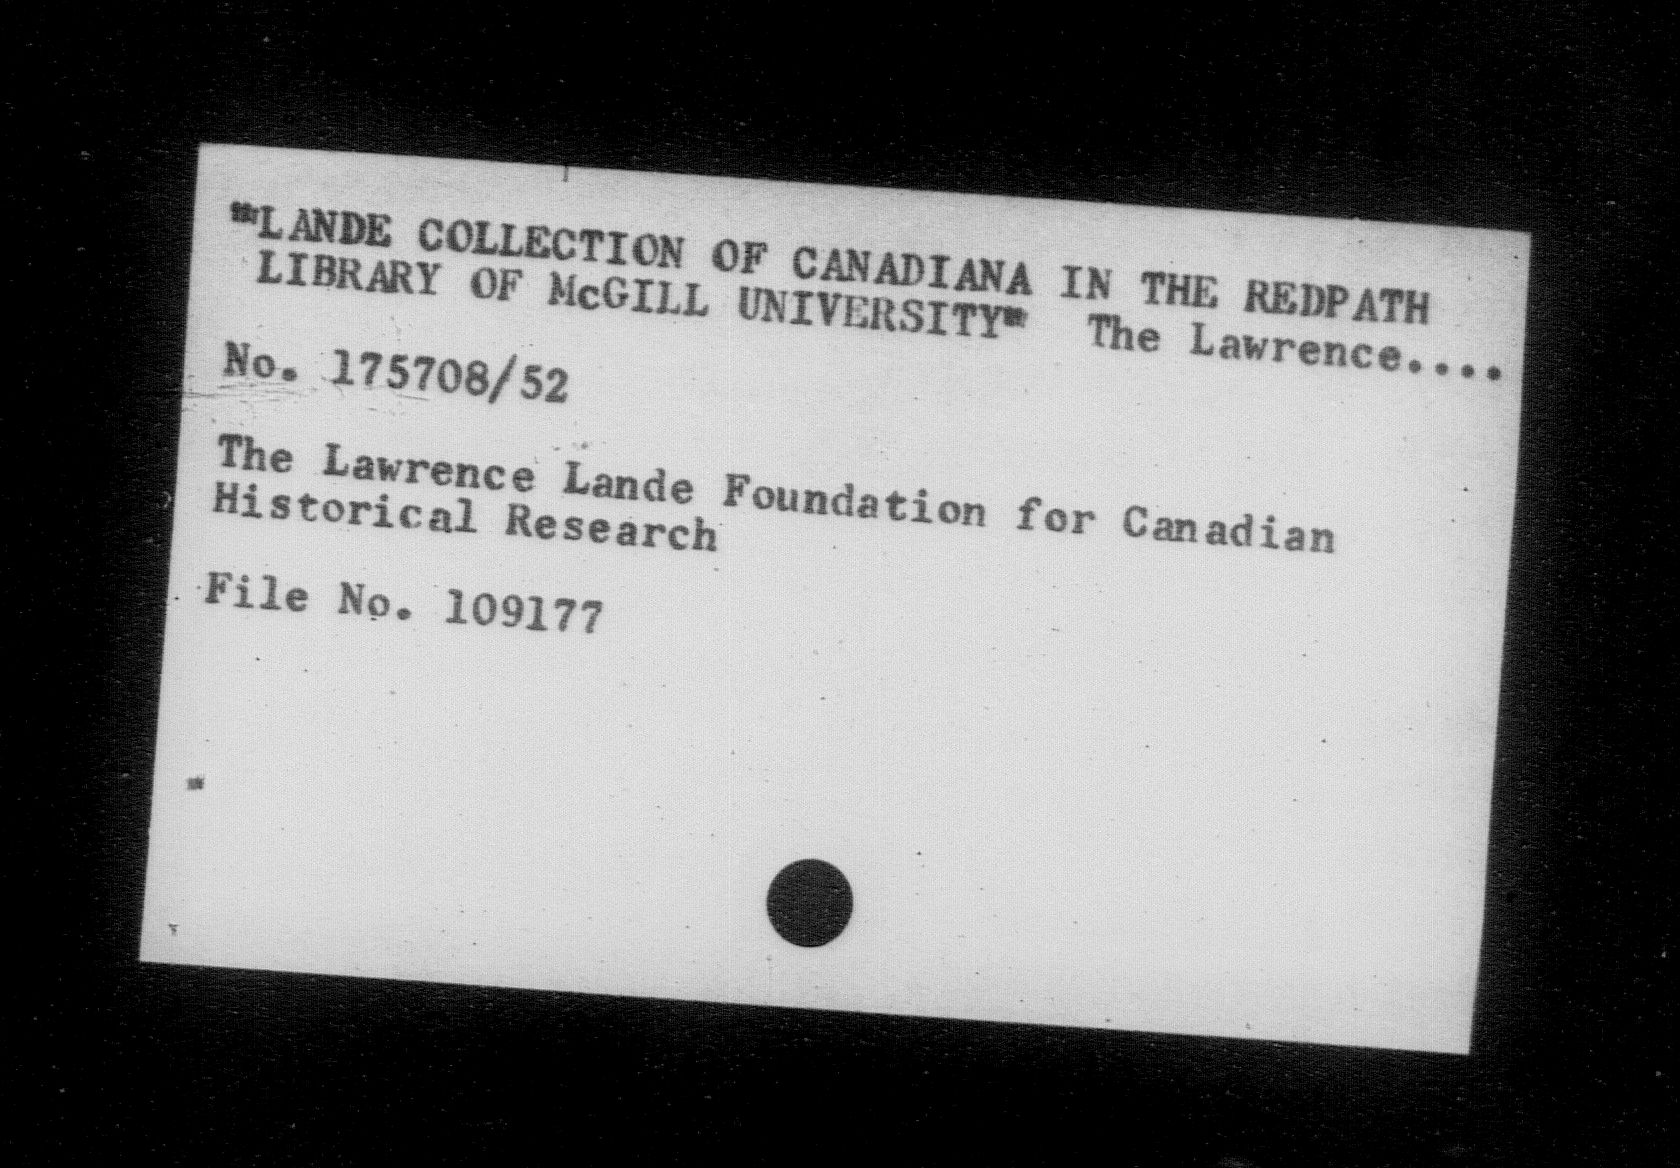 "LANDE COLLECTION OF CANADIANA IN THE REDPATH
LIBRARY OF McGILL UNIVERSITY" The Lawrence....
No. 175708/52
The Lawrence Lande Foundation for Canadian
Historical Research
File No. 109177